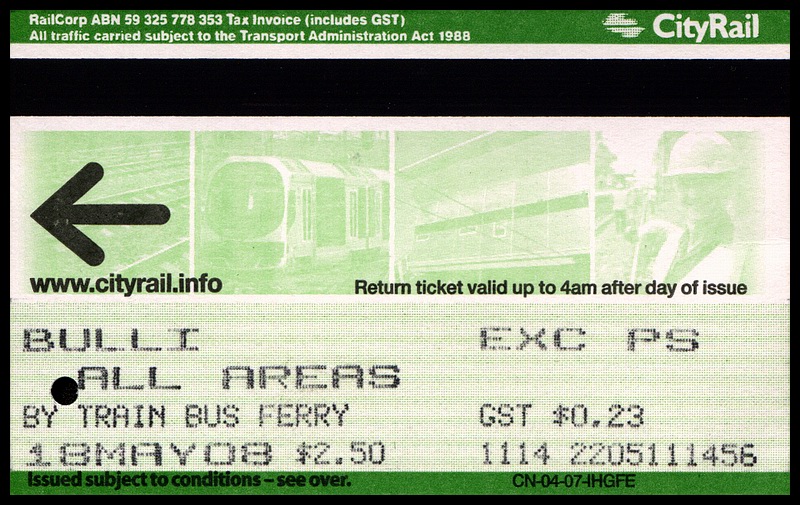 RailCorp ABN 59 325 778 353 Tax Invoice (includes GST)
All traffic carried subject to the Transport Administration Act 1988
CityRail
www.cityrail.info
Return ticket valid up to 4am after day of issue
BULLI EXC PS
ALL AREAS
BY TRAIN BUS FERRY GST $0.23
18MAY08 $2.50 1114 2205111456
Issued subject to conditions – see over.
CN-04-07-IHGFE